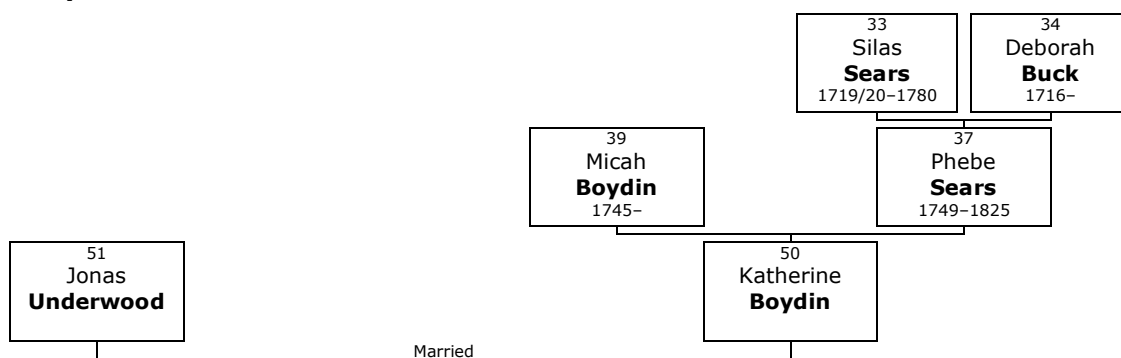 33
Silas
Sears
1719/20–1780
34
Deborah
Buck
1716–
39
Micah
Boydin
1745–
37
Phebe
Sears
1749–1825
51
Jonas
Underwood
50
Katherine
Boydin
Married